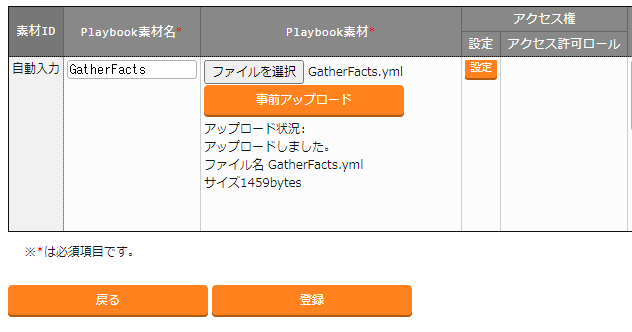 素材ID
Playbook素材名*
Playbook素材*
アクセス権
設定
アクセス許可ロール
自動入力
GatherFacts
ファイルを選択 GatherFacts.yml
設定
事前アップロード
アップロード状況:
アップロードしました。
ファイル名 GatherFacts.yml
サイズ1459bytes
※*は必須項目です。
戻る
登録